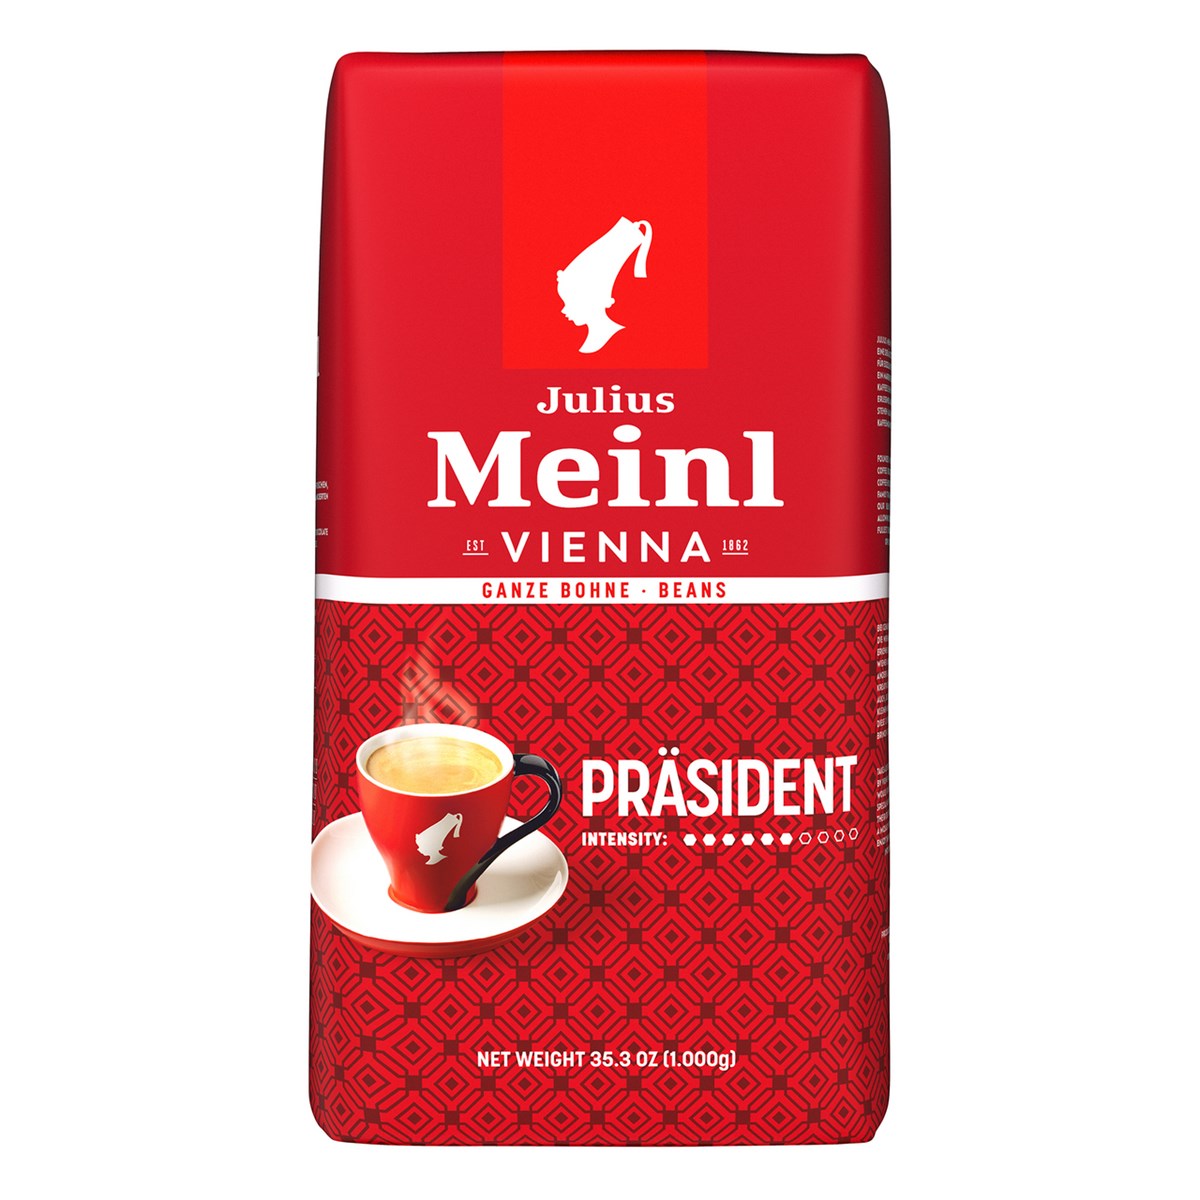 Julius
Meinl
EST VIENNA 1862
GANZE BOHNE · BEANS
PRÄSIDENT
INTENSITY:
NET WEIGHT 35.3 OZ (1.000g)